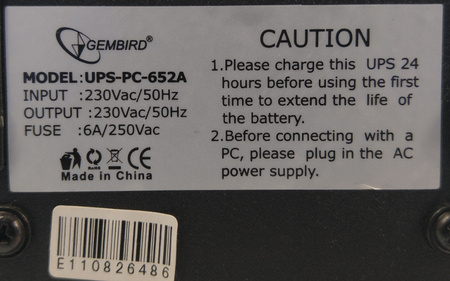 GEMBIRD®
MODEL:UPS-PC-652A
INPUT :230Vac/50Hz
OUTPUT :230Vac/50Hz
FUSE :6A/250Vac
RoHS
CE
Made in China
CAUTION
1.Please charge this UPS 24
hours before using the first
time to extend the life of
the battery.
2.Before connecting with a
PC, please plug in the AC
power supply.
E110826486